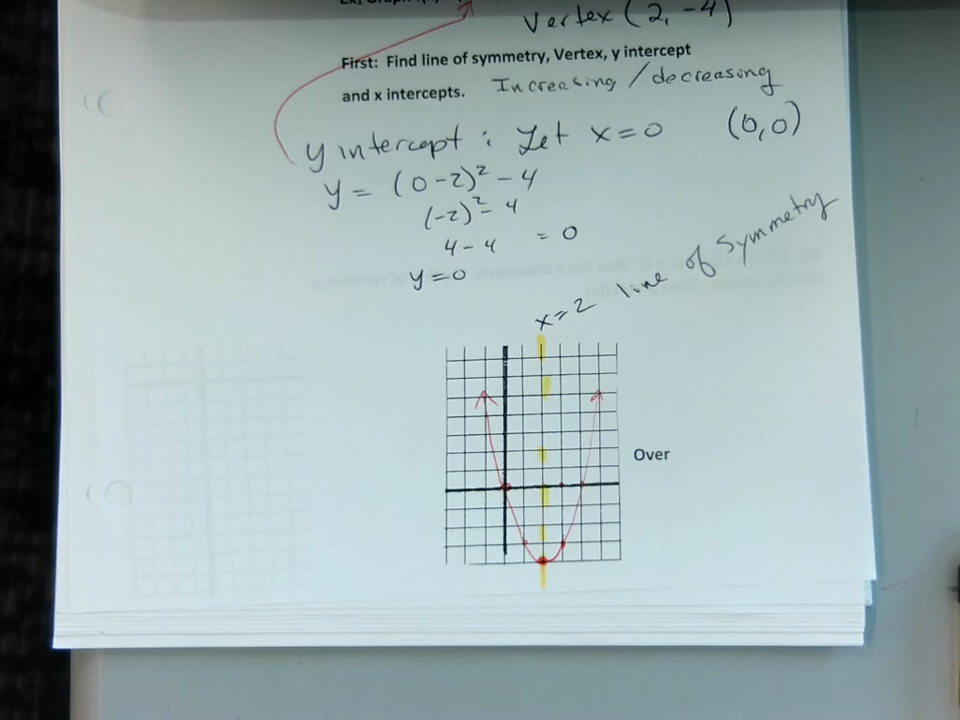 Vertex (2, -4)
First: Find line of symmetry, Vertex, y intercept
and x intercepts. Increasing / decreasing
y intercept : Let x=0 (0,0)
y = (0-2)² - 4
(-2)² - 4
4 - 4 = 0
y=0
x=2 line of symmetry
Over